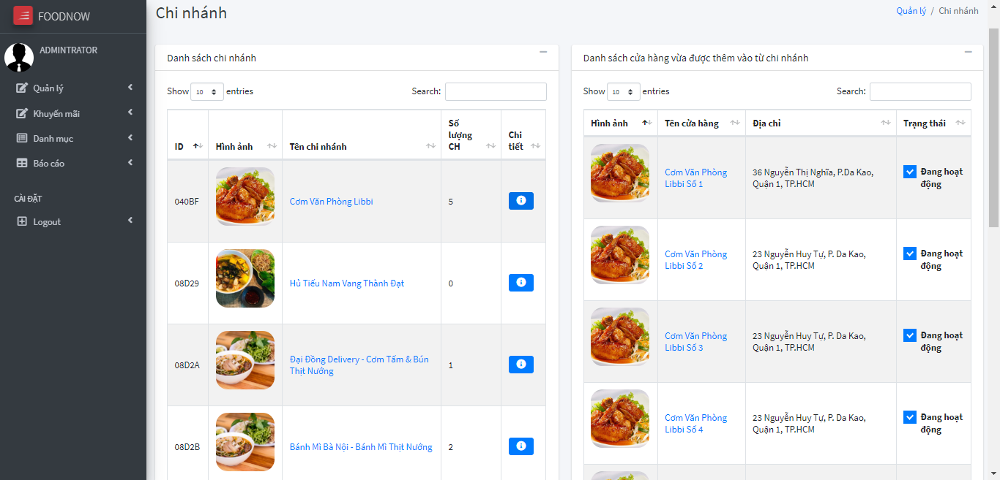 FOODNOW
ADMINTRATOR
Quản lý
Khuyến mãi
Danh mục
Báo cáo
CÀI ĐẶT
Logout
Chi nhánh
Quản lý / Chi nhánh
Danh sách chi nhánh
Show 10 entries
Search:
ID
Hình ảnh
Tên chi nhánh
Số
lượng
CH
Chi
tiết
040BF
Cơm Văn Phòng Libbi
5
08D29
Hủ Tiếu Nam Vang Thành Đạt
0
08D2A
Đại Đồng Delivery - Cơm Tấm & Bún
Thịt Nướng
1
08D2B
Bánh Mì Bà Nội - Bánh Mì Thịt Nướng
2
Danh sách cửa hàng vừa được thêm vào từ chi nhánh
Show 10 entries
Search:
Hình ảnh
Tên cửa hàng
Địa chỉ
Trạng thái
Cơm Văn Phòng
Libbi Số 1
36 Nguyễn Thị Nghĩa, P.Da Kao,
Quận 1, TP.HCM
Đang hoạt
động
Cơm Văn Phòng
Libbi Số 2
23 Nguyễn Huy Tự, P. Da Kao,
Quận 1, TP.HCM
Đang hoạt
động
Cơm Văn Phòng
Libbi Số 3
23 Nguyễn Huy Tự, P. Da Kao,
Quận 1, TP.HCM
Đang hoạt
động
Cơm Văn Phòng
Libbi Số 4
23 Nguyễn Huy Tự, P. Da Kao,
Quận 1, TP.HCM
Đang hoạt
động